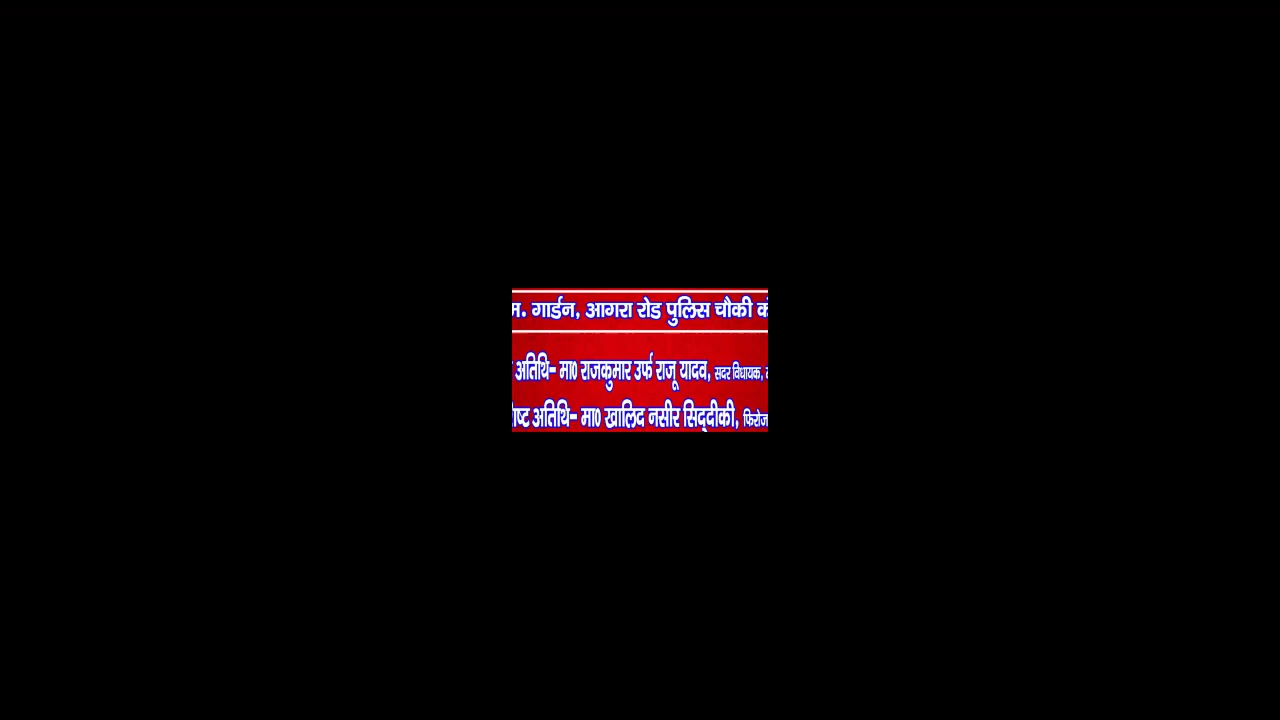 म. गार्डन, आगरा रोड पुलिस चौकी
अतिथि- मा0 राजकुमार उर्फ राजू यादव, सदर विधायक,
अतिथि- मा0 खालिद नसीर सिद्दीकी,